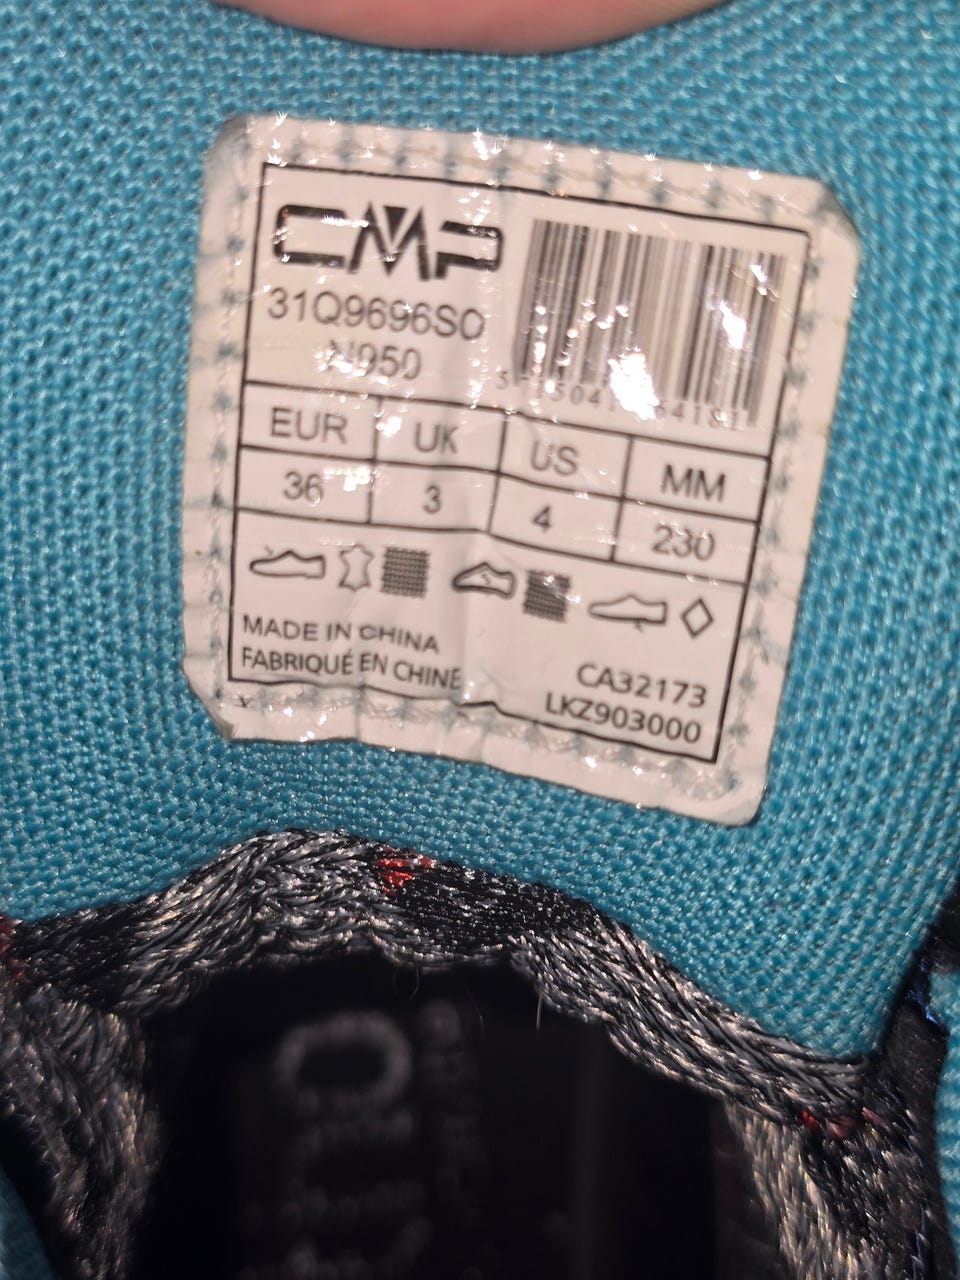 CMP
31Q9696SO
N950
EUR UK US MM
36 3 4 230
MADE IN CHINA
FABRIQUÉ EN CHINE
CA32173
LKZ903000